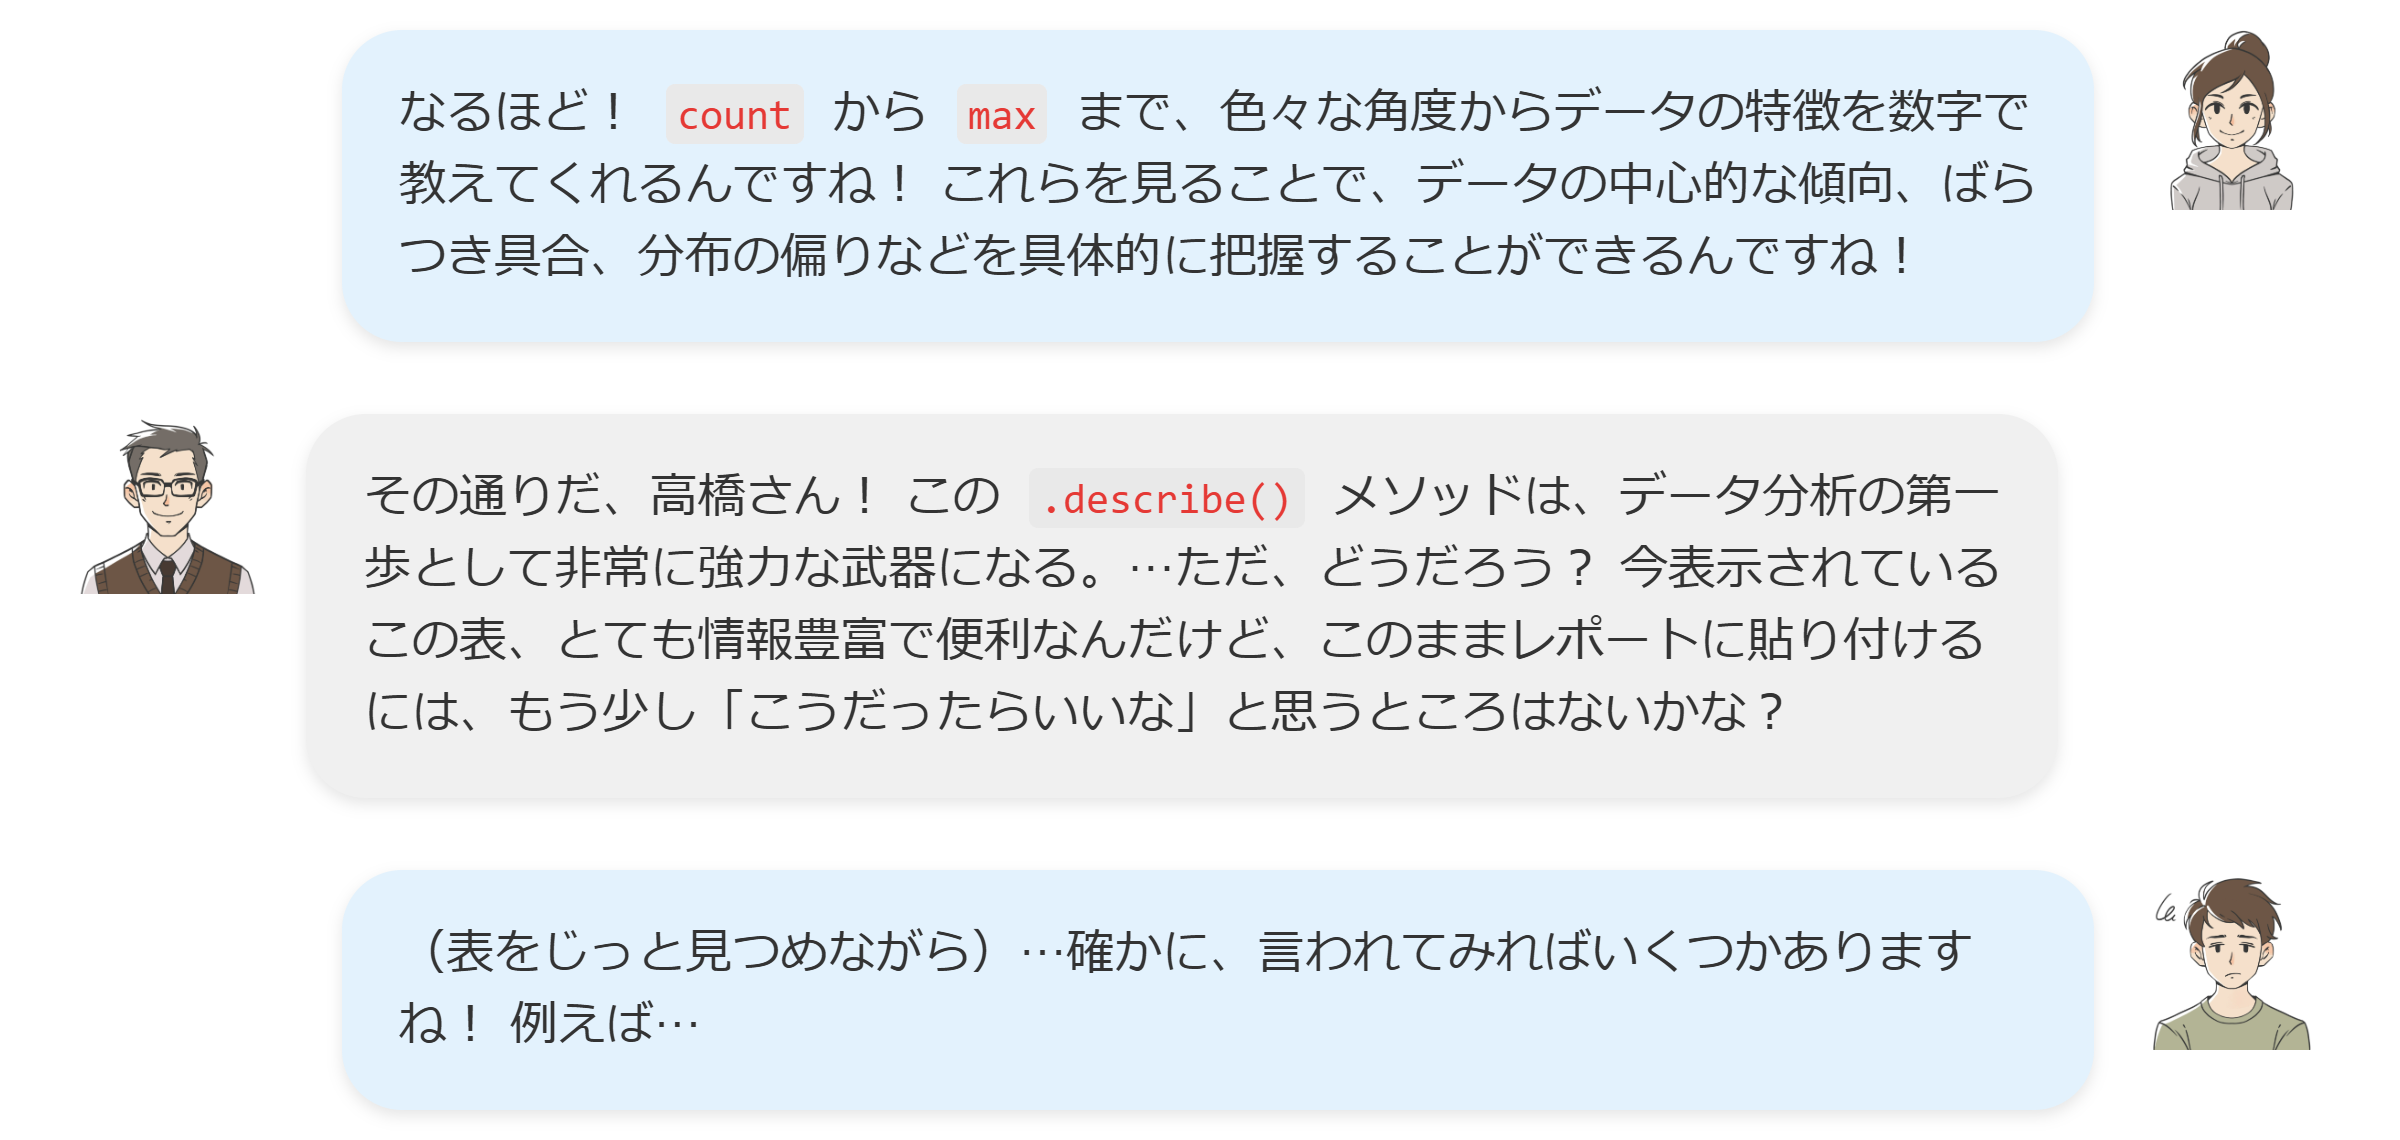 なるほど！ count から max まで、色々な角度からデータの特徴を数字で
教えてくれるんですね！ これらを見ることで、データの中心的な傾向、ばら
つき具合、分布の偏りなどを具体的に把握することができるんですね！
その通りだ、高橋さん！ この .describe() メソッドは、データ分析の第一
歩として非常に強力な武器になる。…ただ、どうだろう？ 今表示されている
この表、とても情報豊富で便利なんだけど、このままレポートに貼り付ける
には、もう少し「こうだったらいいな」と思うところはないかな？
（表をじっと見つめながら）…確かに、言われてみればいくつかあります
ね！ 例えば…